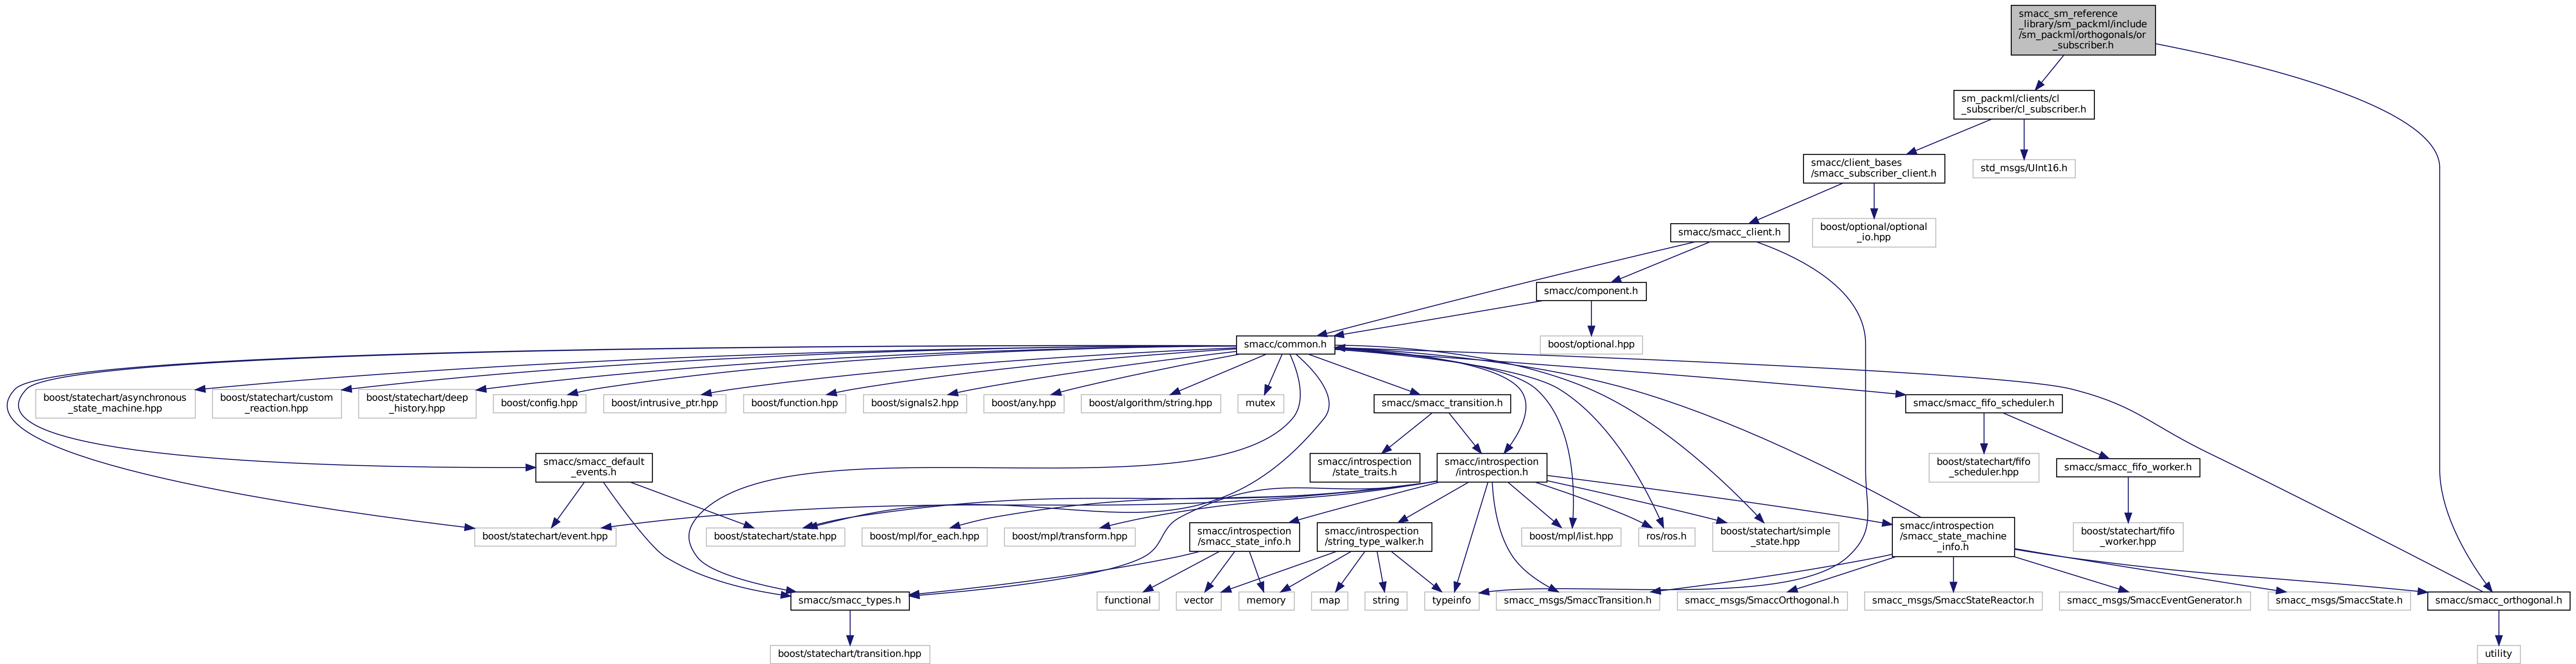 smacc_sm_reference
_library/sm_packml/include
/sm_packml/orthogonals/or
_subscriber.h
sm_packml/clients/cl
_subscriber/cl_subscriber.h
smacc/client_bases
/smacc_subscriber_client.h
std_msgs/UInt16.h
smacc/smacc_client.h
boost/optional/optional
_io.hpp
smacc/component.h
smacc/common.h
boost/optional.hpp
boost/statechart/asynchronous
_state_machine.hpp
boost/statechart/custom
_reaction.hpp
boost/statechart/deep
_history.hpp
boost/config.hpp
boost/intrusive_ptr.hpp
boost/function.hpp
boost/signals2.hpp
boost/any.hpp
boost/algorithm/string.hpp
mutex
smacc/smacc_transition.h
smacc/smacc_fifo_scheduler.h
smacc/smacc_default
_events.h
smacc/introspection
/state_traits.h
smacc/introspection
/introspection.h
boost/statechart/fifo
_scheduler.hpp
smacc/smacc_fifo_worker.h
boost/statechart/event.hpp
boost/statechart/state.hpp
boost/mpl/for_each.hpp
boost/mpl/transform.hpp
smacc/introspection
/smacc_state_info.h
smacc/introspection
/string_type_walker.h
boost/mpl/list.hpp
ros/ros.h
boost/statechart/simple
_state.hpp
smacc/introspection
/smacc_state_machine
_info.h
boost/statechart/fifo
_worker.hpp
smacc/smacc_types.h
functional
vector
memory
map
string
typeinfo
smacc_msgs/SmaccTransition.h
smacc_msgs/SmaccOrthogonal.h
smacc_msgs/SmaccStateReactor.h
smacc_msgs/SmaccEventGenerator.h
smacc_msgs/SmaccState.h
smacc/smacc_orthogonal.h
boost/statechart/transition.hpp
utility